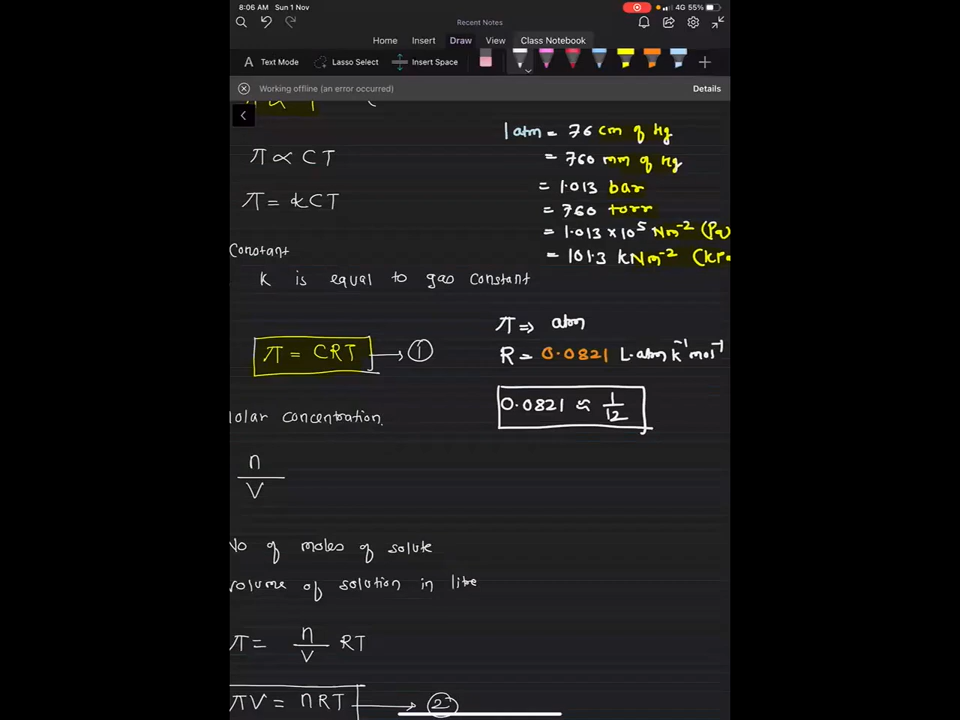 8:06 AM Sun 1 Nov
4G 55%
Recent Notes
Home Insert Draw View Class Notebook
Text Mode Lasso Select Insert Space
Working offline (an error occurred) Details
π ∝ T
π ∝ CT
π = kCT
Constant
k is equal to gas constant
π = CRT → ①
olar concentration.
n
V
No of moles of solute
volume of solution in litre
π = n/V RT
πV = nRT → ②
1 atm = 76 cm of Hg
= 760 mm of Hg
= 1.013 bar
= 760 torr
= 1.013 × 10⁵ Nm⁻² (Pa)
= 101.3 kNm⁻² (kPa
π ⇒ atm
R = 0.0821 L.atm k⁻¹ mol⁻¹
0.0821 ≈ 1/12